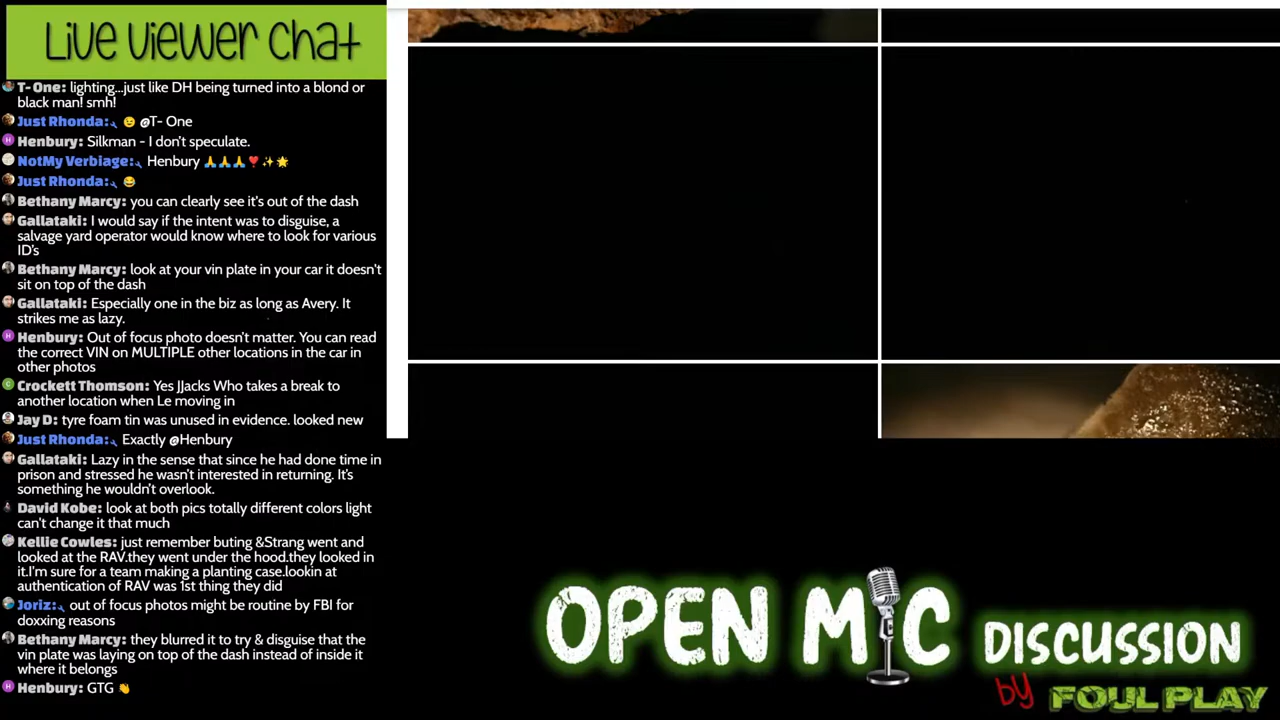 Live Viewer Chat
T- One: lighting...just like DH being turned into a blond or
black man! smh!
Just Rhonda: 😉 @T- One
Henbury: Silkman - I don't speculate.
NotMy Verbiage: Henbury 🙏🙏🙏❣️✨🌟
Just Rhonda: 😂
Bethany Marcy: you can clearly see it's out of the dash
Gallataki: I would say if the intent was to disguise, a
salvage yard operator would know where to look for various
ID's
Bethany Marcy: look at your vin plate in your car it doesn't
sit on top of the dash
Gallataki: Especially one in the biz as long as Avery. It
strikes me as lazy.
Henbury: Out of focus photo doesn't matter. You can read
the correct VIN on MULTIPLE other locations in the car in
other photos
Crockett Thomson: Yes JJacks Who takes a break to
another location when Le moving in
Jay D: tyre foam tin was unused in evidence. looked new
Just Rhonda: Exactly @Henbury
Gallataki: Lazy in the sense that since he had done time in
prison and stressed he wasn't interested in returning. It's
something he wouldn't overlook.
David Kobe: look at both pics totally different colors light
can't change it that much
Kellie Cowles: just remember buting &Strang went and
looked at the RAV.they went under the hood.they looked in
it.I'm sure for a team making a planting case.lookin at
authentication of RAV was 1st thing they did
Joriz: out of focus photos might be routine by FBI for
doxxing reasons
Bethany Marcy: they blurred it to try & disguise that the
vin plate was laying on top of the dash instead of inside it
where it belongs
Henbury: GTG 👏
OPEN MIC DISCUSSION
by FOUL PLAY